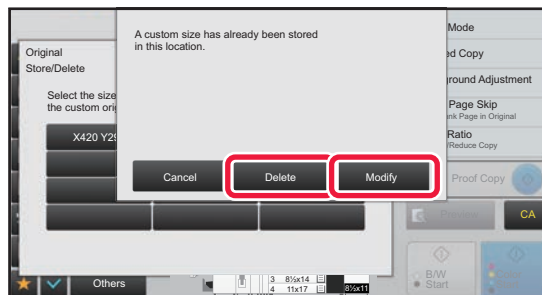 A custom size has already been stored
in this location.
Cancel
Delete
Modify
Original
Store/Delete
Select the size
the custom orig
X420 Y29
Others
3 8½x14
4 11x17
8½x11
Mode
ed Copy
ground Adjustment
Page Skip
nk Page in Original
Ratio
/Reduce Copy
Proof Copy
CA
B/W
Start